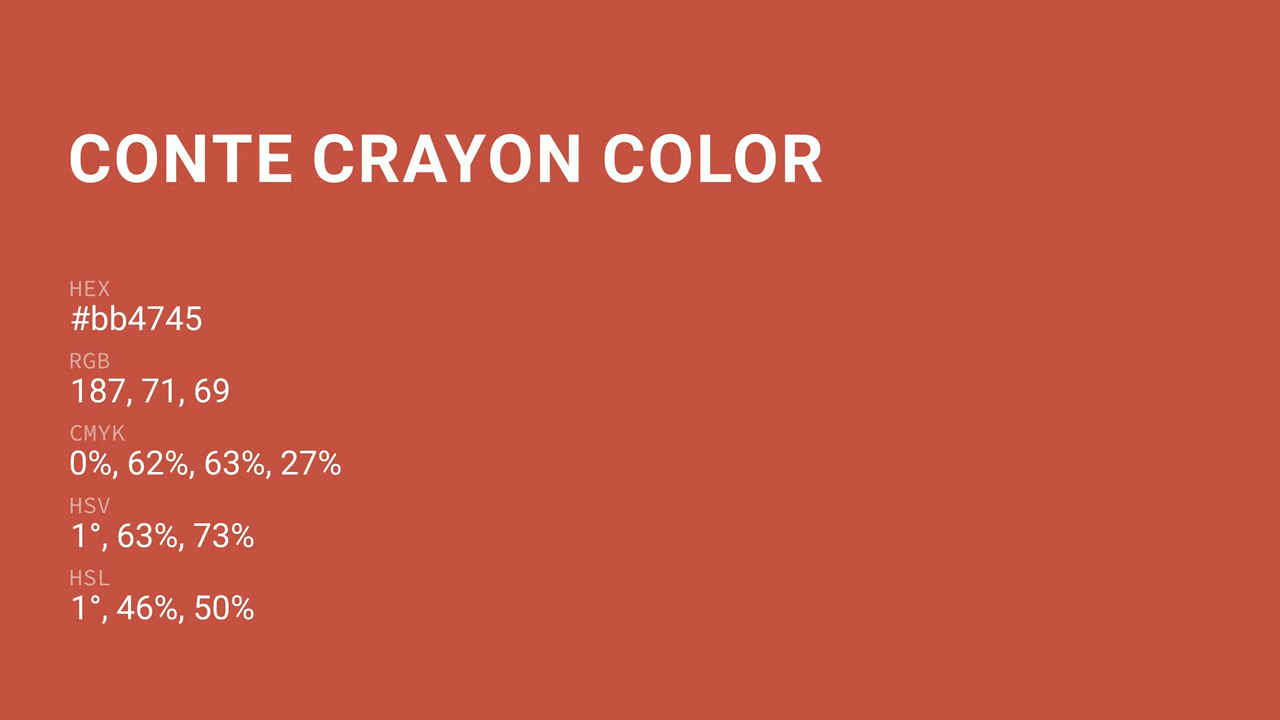 CONTE CRAYON COLOR
HEX
#bb4745
RGB
187, 71, 69
CMYK
0%, 62%, 63%, 27%
HSV
1°, 63%, 73%
HSL
1°, 46%, 50%